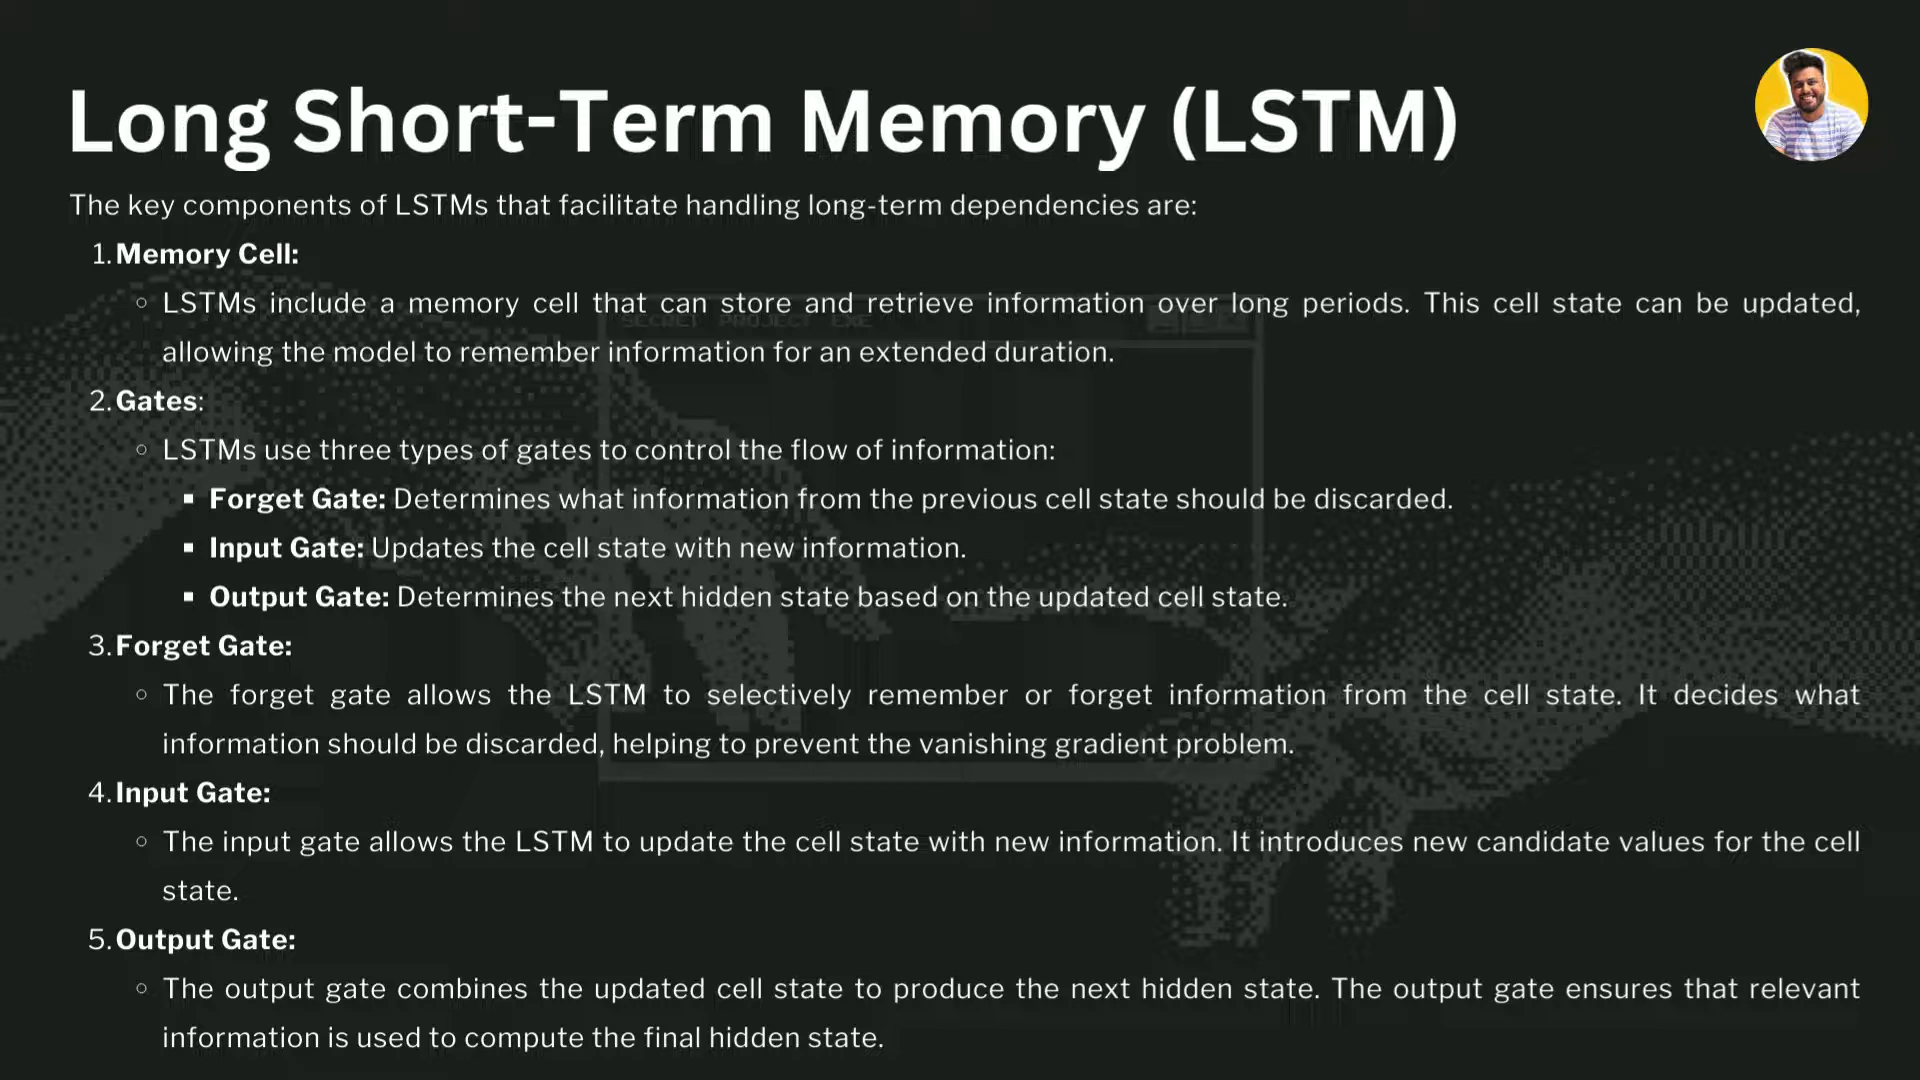 Long Short-Term Memory (LSTM)
The key components of LSTMs that facilitate handling long-term dependencies are:
1. Memory Cell:
LSTMs include a memory cell that can store and retrieve information over long periods. This cell state can be updated,
allowing the model to remember information for an extended duration.
2. Gates:
LSTMs use three types of gates to control the flow of information:
Forget Gate: Determines what information from the previous cell state should be discarded.
Input Gate: Updates the cell state with new information.
Output Gate: Determines the next hidden state based on the updated cell state.
3. Forget Gate:
The forget gate allows the LSTM to selectively remember or forget information from the cell state. It decides what
information should be discarded, helping to prevent the vanishing gradient problem.
4. Input Gate:
The input gate allows the LSTM to update the cell state with new information. It introduces new candidate values for the cell
state.
5. Output Gate:
The output gate combines the updated cell state to produce the next hidden state. The output gate ensures that relevant
information is used to compute the final hidden state.
SECRET PROJECT EXE